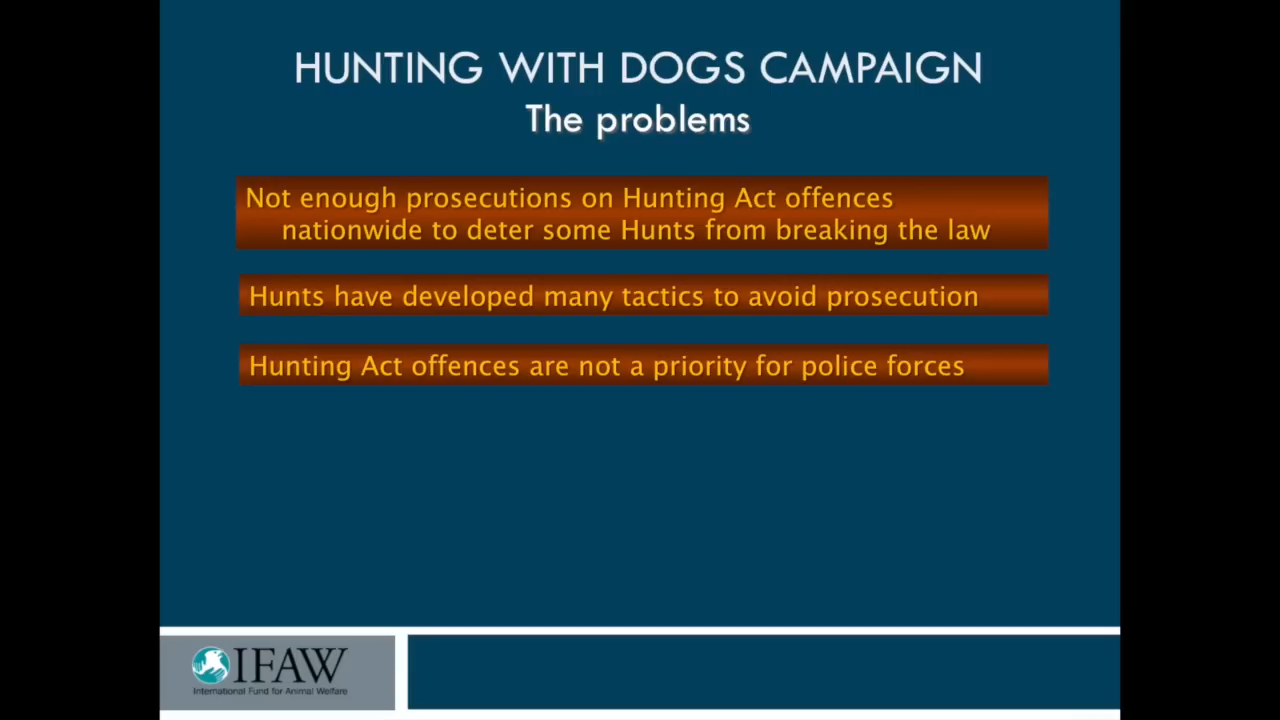 HUNTING WITH DOGS CAMPAIGN
The problems
Not enough prosecutions on Hunting Act offences
nationwide to deter some Hunts from breaking the law
Hunts have developed many tactics to avoid prosecution
Hunting Act offences are not a priority for police forces
IFAW
International Fund for Animal Welfare